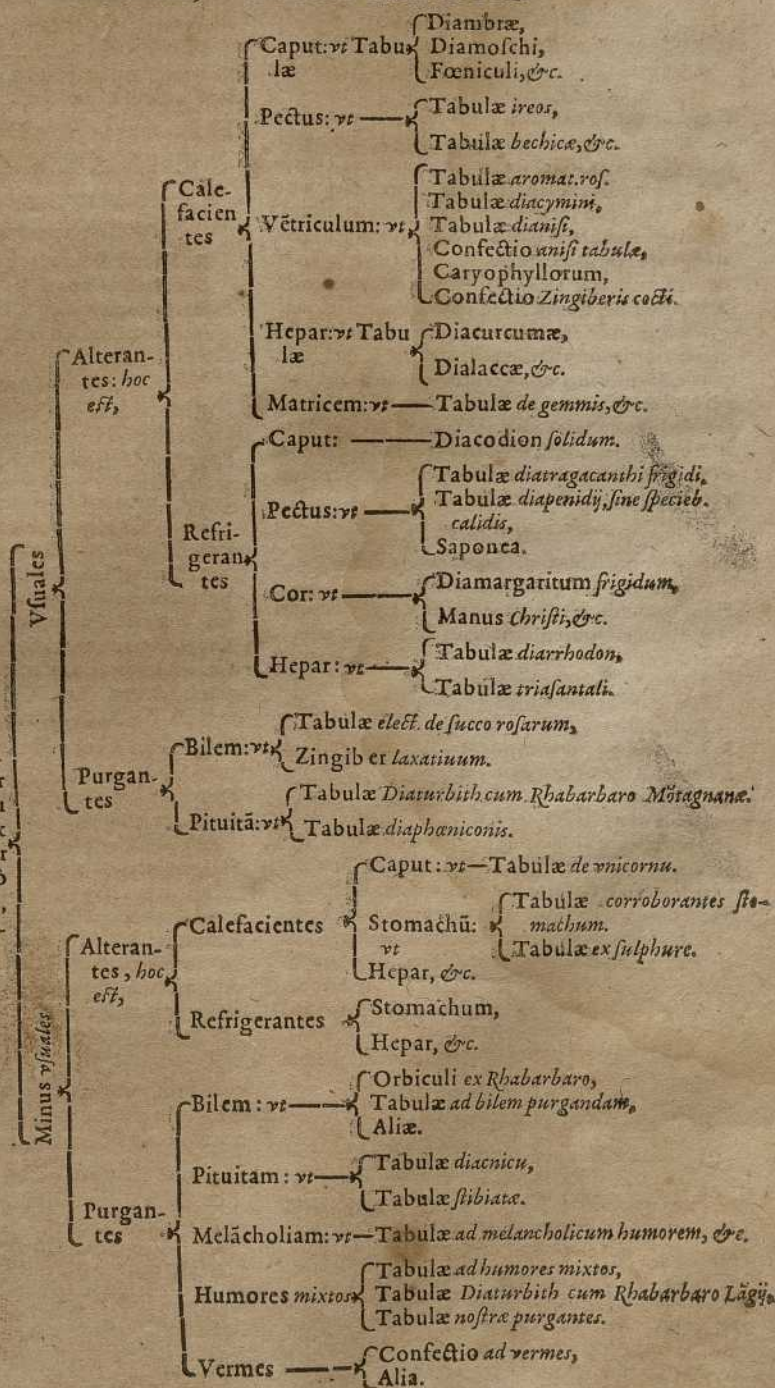 Vſuales
Alteran-
tes: hoc
eſt,
Cale-
facien
tes
Caput: vt Tabu
læ
Diambræ,
Diamoſchi,
Fœniculi, &c.
Pectus: vt
Tabulæ ireos,
Tabulæ bechicæ, &c.
Vētriculum: vt
Tabulæ aromat. roſ.
Tabulæ diacymini,
Tabulæ dianiſi,
Confectio aniſi tabulæ,
Caryophyllorum,
Confectio Zingiberis cocti.
Hepar: vt Tabu
læ
Diacurcumæ,
Dialaccæ, &c.
Matricem: vt
Tabulæ de gemmis, &c.
Refri-
geran
tes
Caput:
Diacodion ſolidum.
Pectus: vt
Tabulæ diatragacanthi frigidi,
Tabulæ diapenidij, ſine ſpecieb.
calidis,
Saponea.
Cor: vt
Diamargaritum frigidum,
Manus Chriſti, &c.
Hepar: vt
Tabulæ diarrhodon,
Tabulæ triaſantali.
Purgan-
tes
Bilem: vt
Tabulæ elect. de ſucco roſarum,
Zingib er laxatiuum.
Pituitā: vt
Tabulæ Diaturbith cum Rhabarbaro Mōtagnanæ.
Tabulæ diaphœniconis.
Minus vſuales
Alteran-
tes, hoc
eſt,
Calefacientes
Caput: vt
Tabulæ de vnicornu.
Stomachū:
vt
Tabulæ corroborantes ſto-
machum.
Tabulæ ex ſulphure.
Hepar, &c.
Refrigerantes
Stomachum,
Hepar, &c.
Purgan-
tes
Bilem: vt
Orbiculi ex Rhabarbaro,
Tabulæ ad bilem purgandam,
Aliæ.
Pituitam: vt
Tabulæ diacnicu,
Tabulæ ſtibiatæ.
Melācholiam: vt
Tabulæ ad melancholicum humorem, &c.
Humores mixtos
Tabulæ ad humores mixtos,
Tabulæ Diaturbith cum Rhabarbaro Lāgij,
Tabulæ noſtræ purgantes.
Vermes
Confectio ad vermes,
Alia.